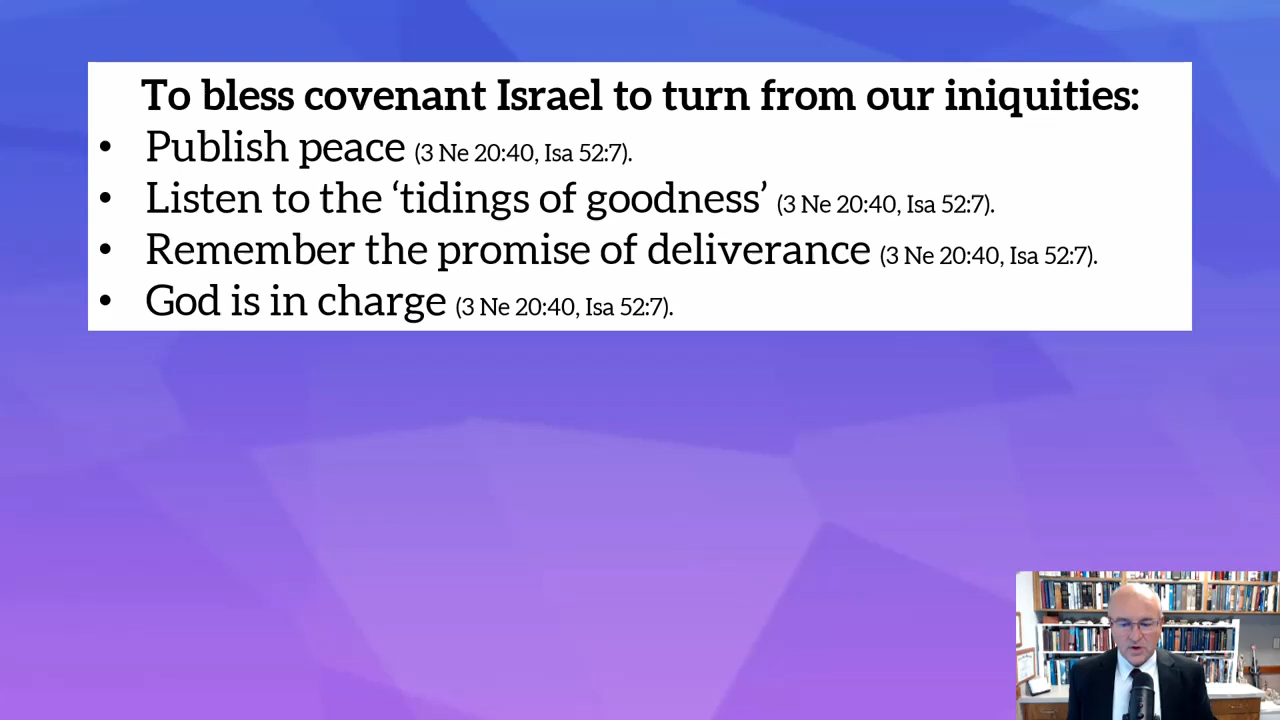 To bless covenant Israel to turn from our iniquities:
• Publish peace (3 Ne 20:40, Isa 52:7).
• Listen to the ‘tidings of goodness’ (3 Ne 20:40, Isa 52:7).
• Remember the promise of deliverance (3 Ne 20:40, Isa 52:7).
• God is in charge (3 Ne 20:40, Isa 52:7).